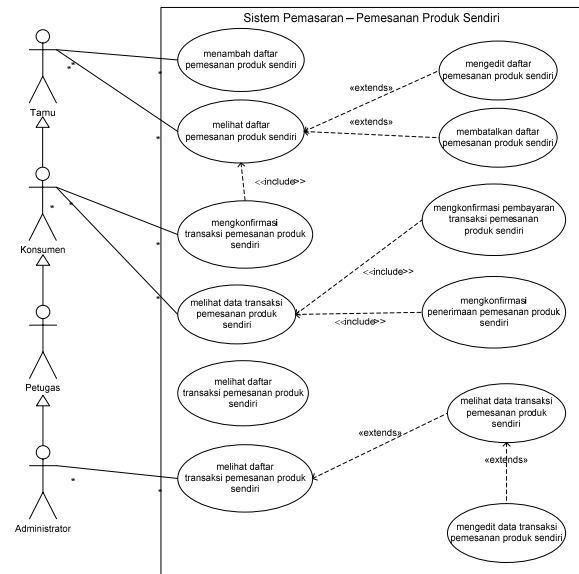 Sistem Pemasaran – Pemesanan Produk Sendiri
menambah daftar
pemesanan produk sendiri
mengedit daftar
pemesanan produk sendiri
*
*
*
Tamu
«extends»
melihat daftar
pemesanan produk sendiri
«extends»
membatalkan daftar
pemesanan produk sendiri
*
<<include>>
mengkonfirmasi
transaksi pemesanan produk
sendiri
mengkonfirmasi pembayaran
transaksi pemesanan
produk sendiri
*
*
*
Konsumen
<<include>>
melihat data transaksi
pemesanan produk
sendiri
*
mengkonfirmasi
penerimaan pemesanan produk
sendiri
<<include>>
Petugas
melihat daftar
transaksi pemesanan produk
sendiri
melihat data transaksi
pemesanan produk
sendiri
«extends»
melihat daftar
transaksi pemesanan produk
sendiri
*
*
«extends»
Administrator
mengedit data transaksi
pemesanan produk sendiri